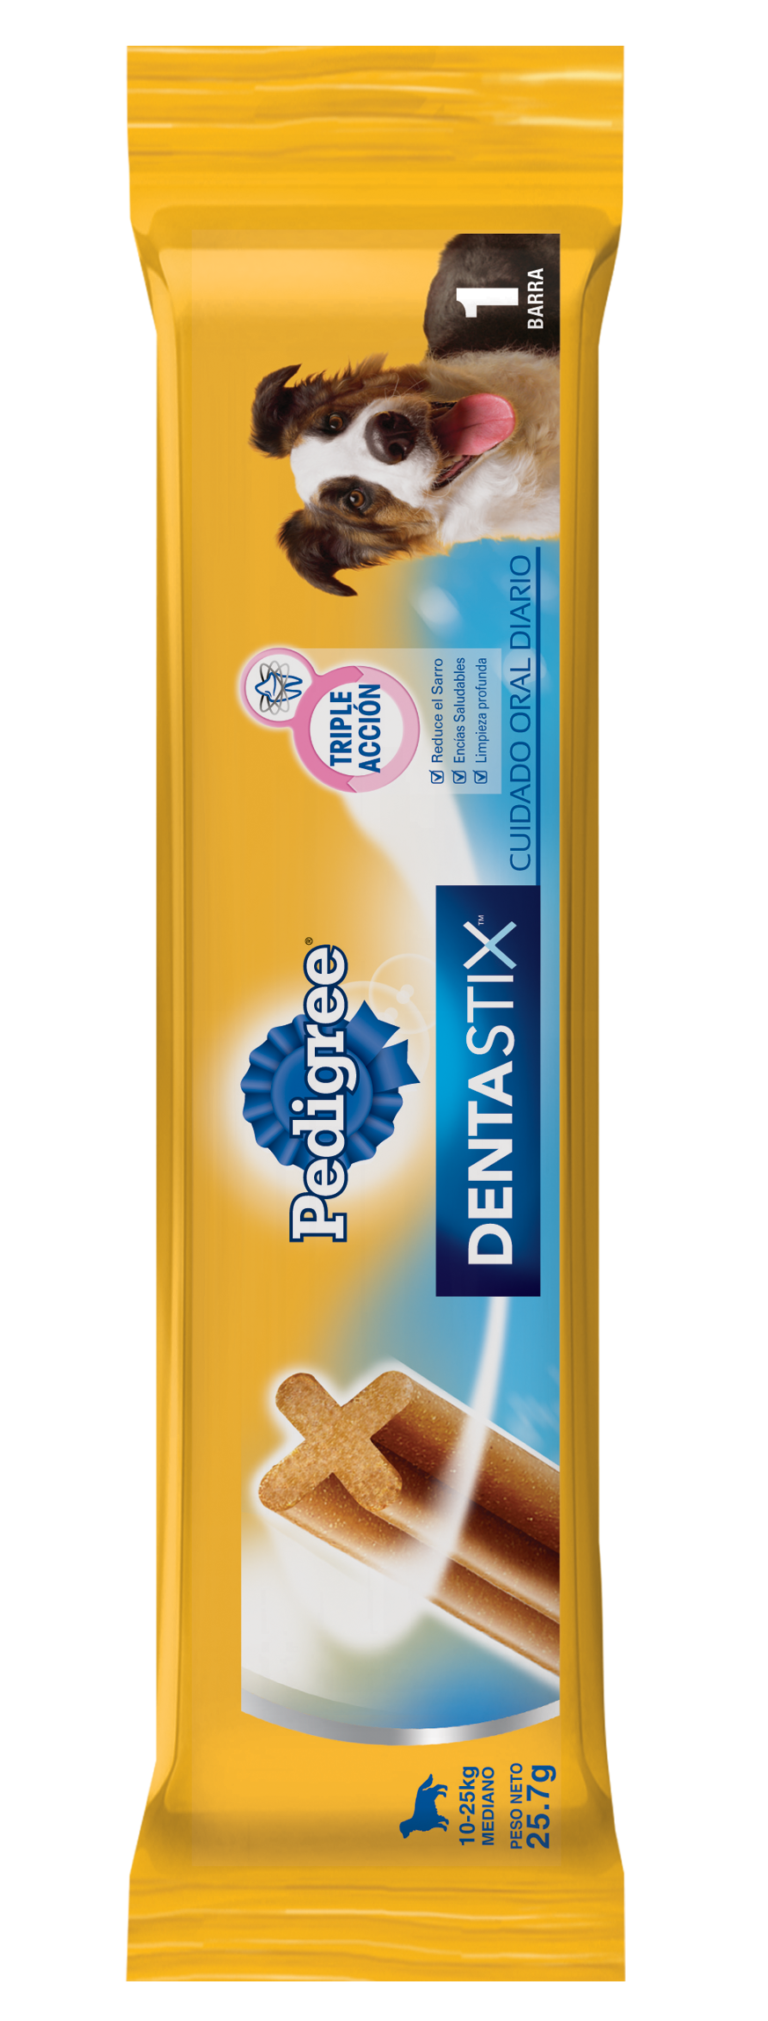 10-25kg
MEDIANO
PESO NETO
25.7g
Pedigree®
DENTASTIX™
TRIPLE
ACCIÓN
Reduce el Sarro
Encías Saludables
Limpieza profunda
CUIDADO ORAL DIARIO
1
BARRA